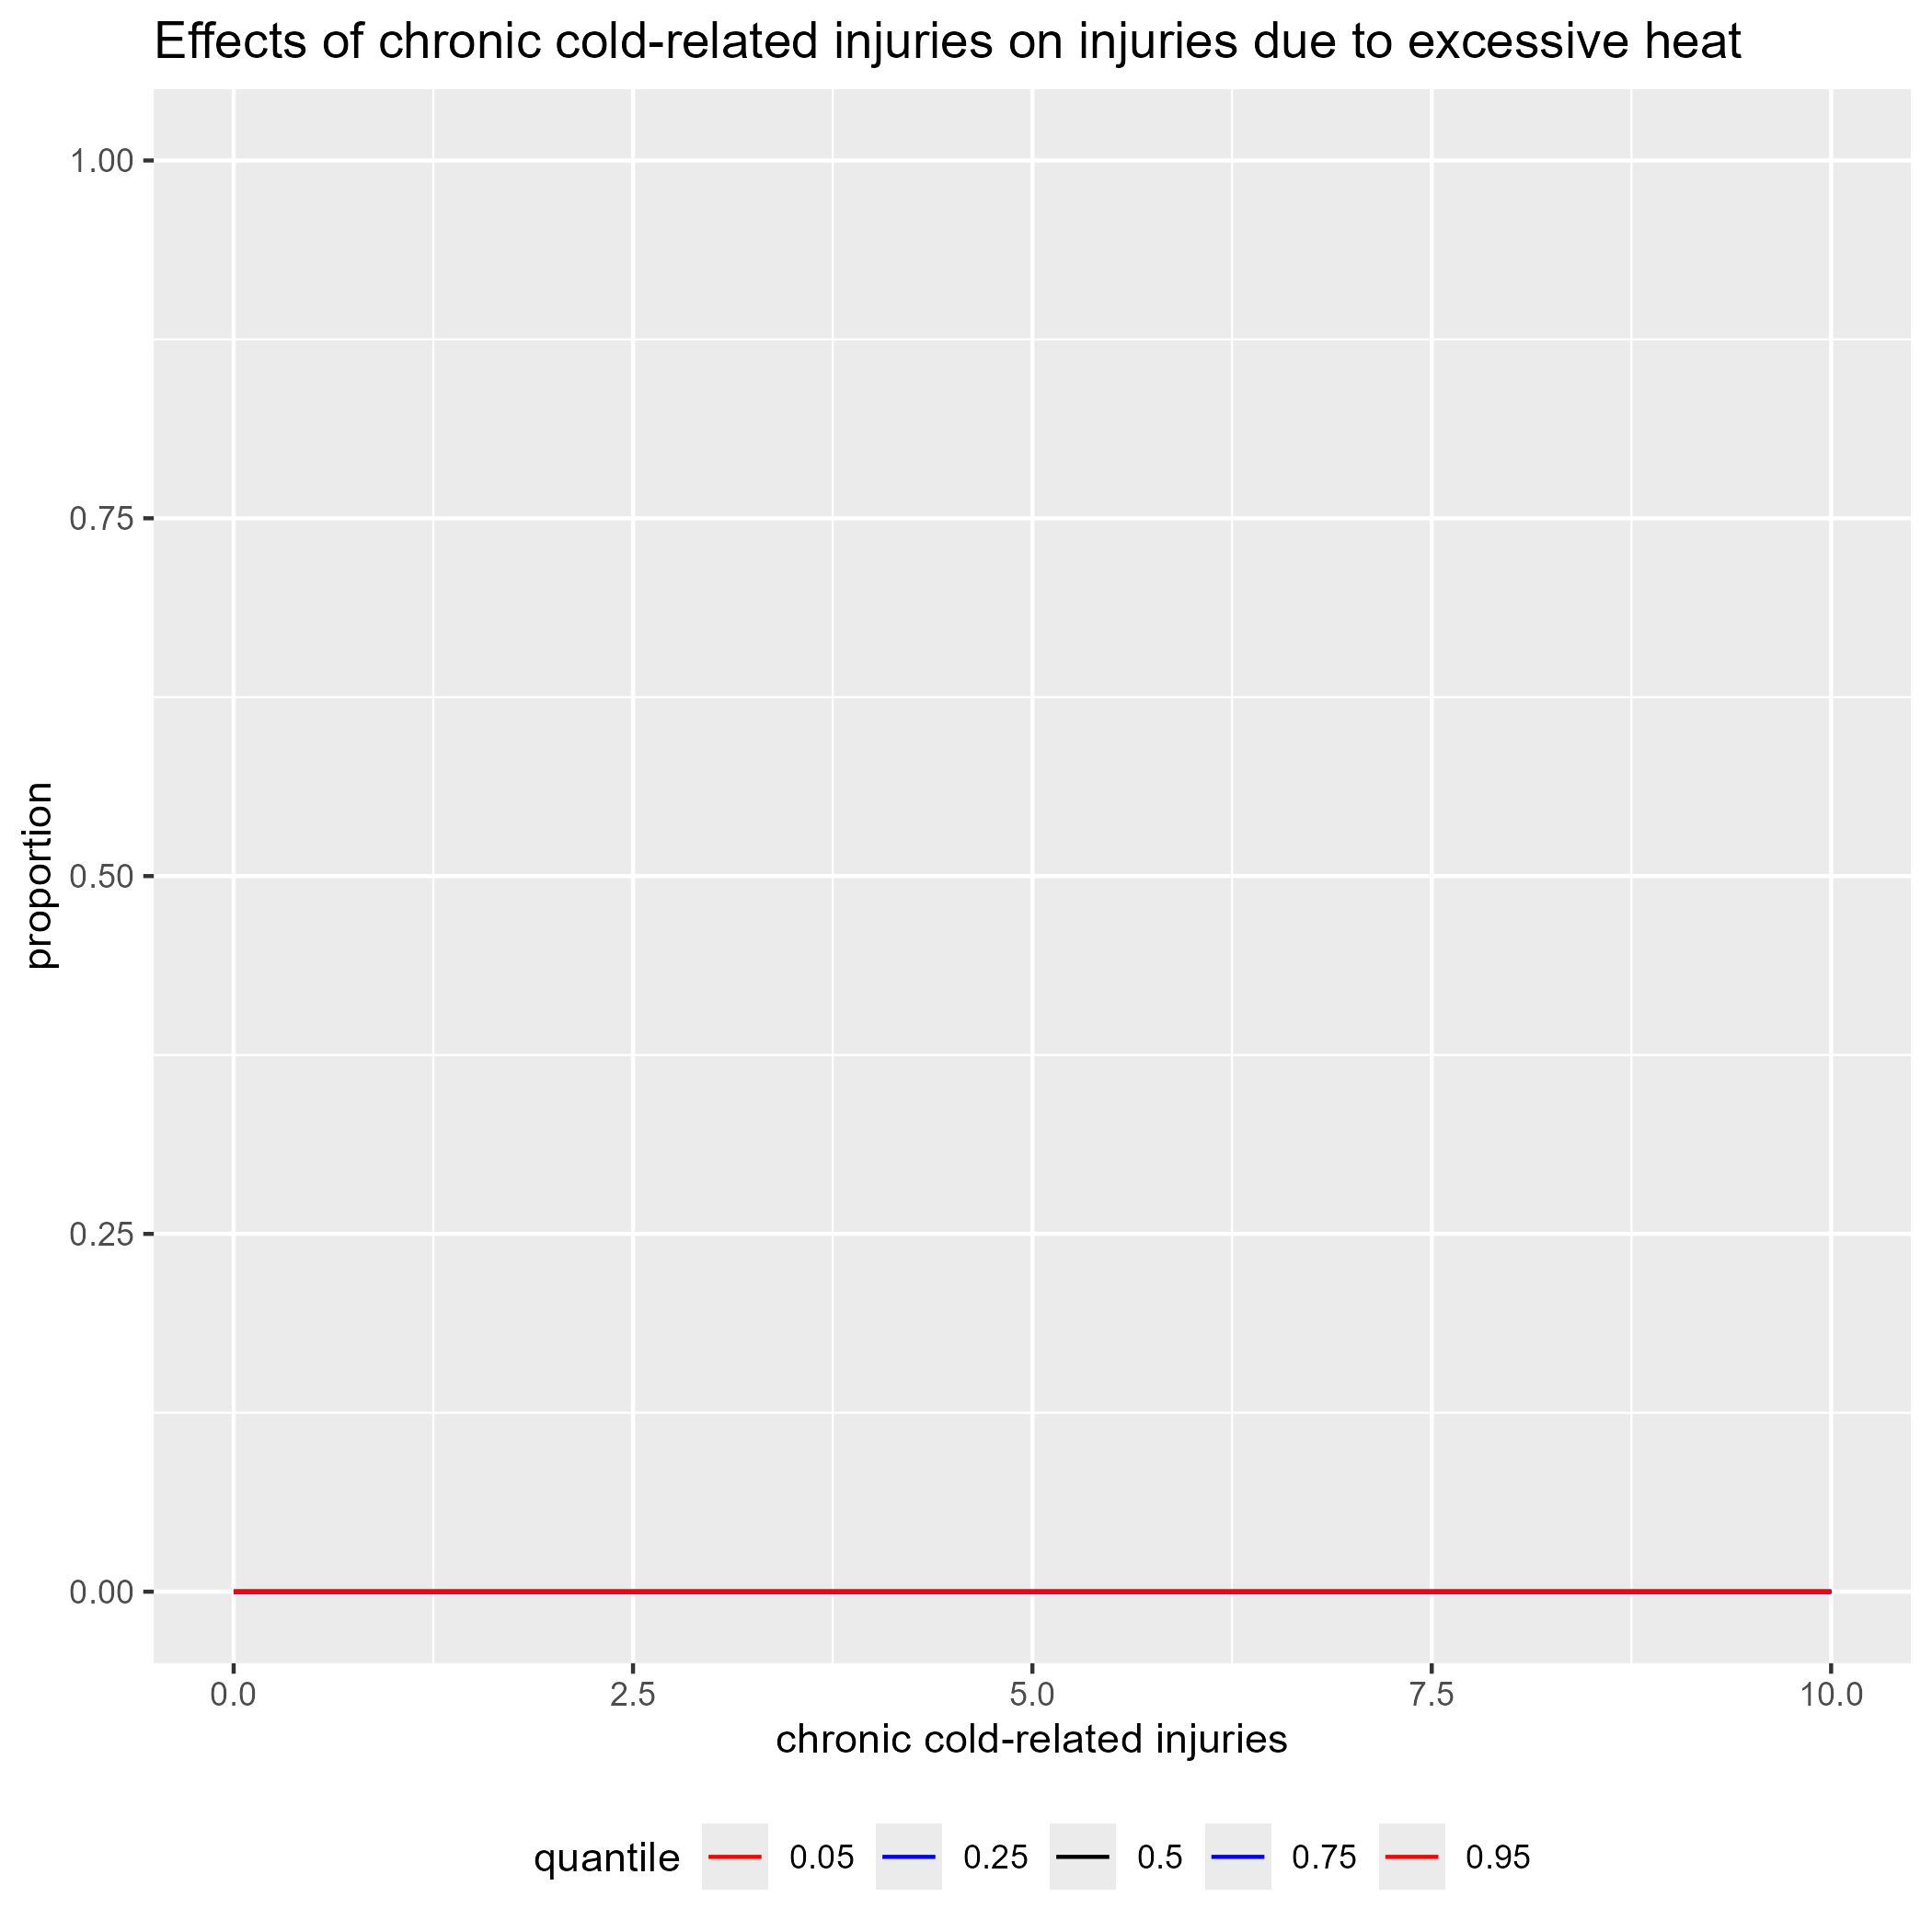 Effects of chronic cold-related injuries on injuries due to excessive heat
1.00
0.75
0.50
0.25
0.00
proportion
0.0 2.5 5.0 7.5 10.0
chronic cold-related injuries
quantile 0.05 0.25 0.5 0.75 0.95